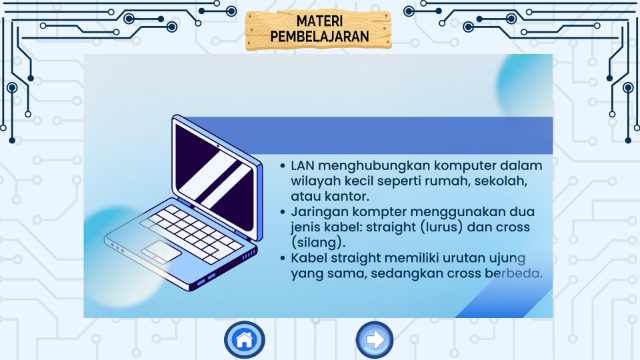 MATERI
PEMBELAJARAN
• LAN menghubungkan komputer dalam
wilayah kecil seperti rumah, sekolah,
atau kantor.
• Jaringan kompter menggunakan dua
jenis kabel: straight (lurus) dan cross
(silang).
• Kabel straight memiliki urutan ujung
yang sama, sedangkan cross berbeda.